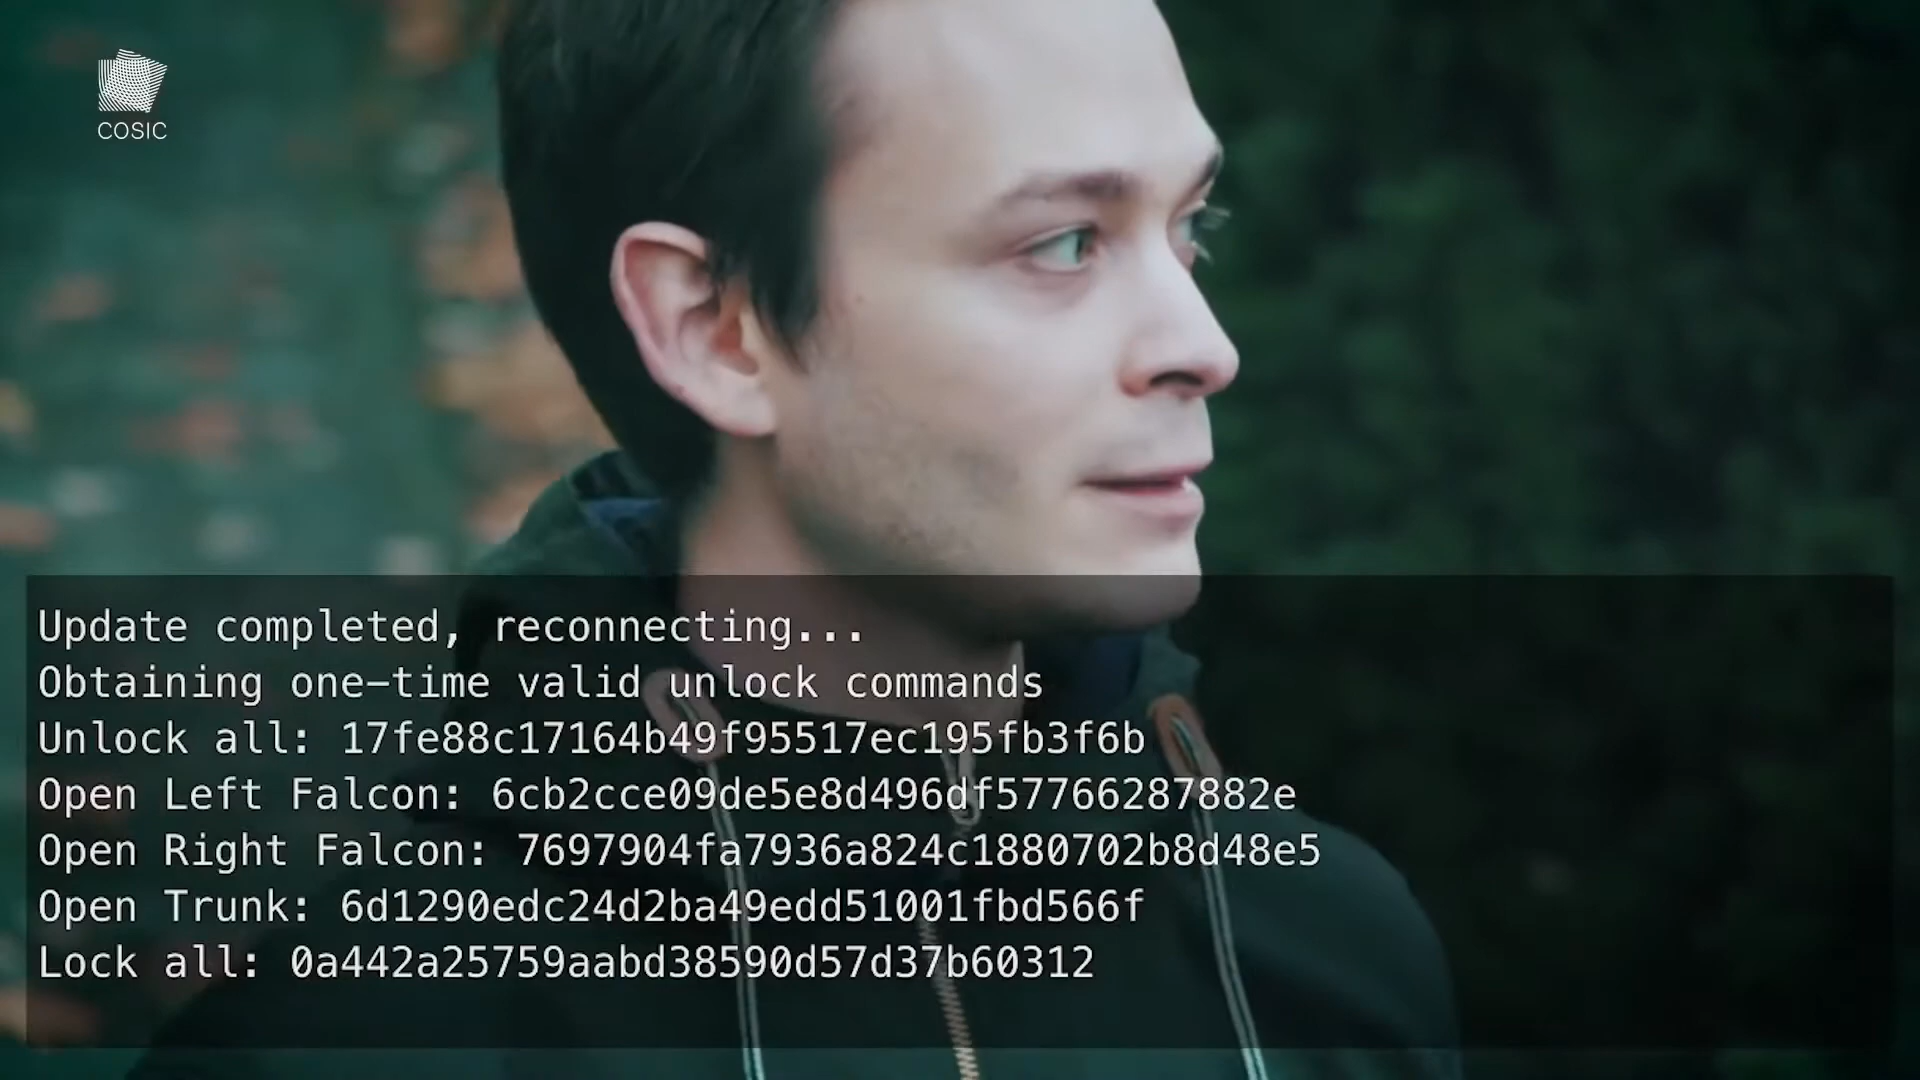 COSIC
Update completed, reconnecting...
Obtaining one-time valid unlock commands
Unlock all: 17fe88c17164b49f95517ec195fb3f6b
Open Left Falcon: 6cb2cce09de5e8d496df57766287882e
Open Right Falcon: 7697904fa7936a824c1880702b8d48e5
Open Trunk: 6d1290edc24d2ba49edd51001fbd566f
Lock all: 0a442a25759aabd38590d57d37b60312